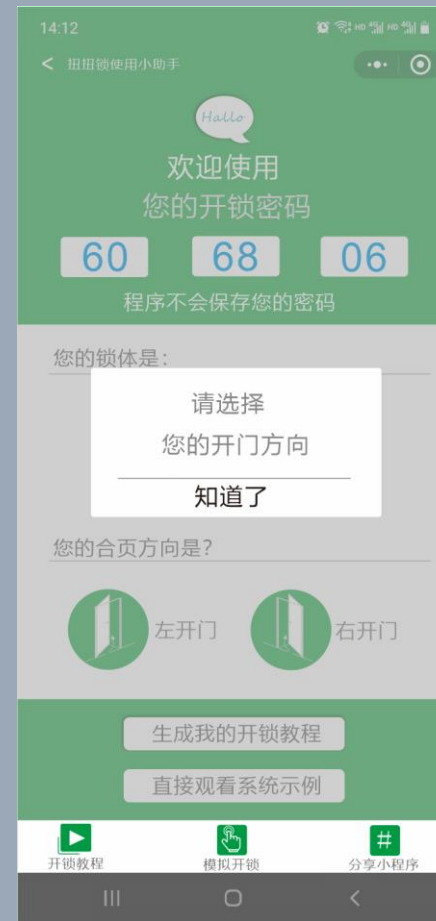 14:12
HD 4G HD 4G
< 扭扭锁使用小助手
Hallo
欢迎使用
您的开锁密码
60 68 06
程序不会保存您的密码
您的锁体是:
请选择
您的开门方向
知道了
您的合页方向是?
左开门 右开门
生成我的开锁教程
直接观看系统示例
开锁教程 模拟开锁 # 分享小程序